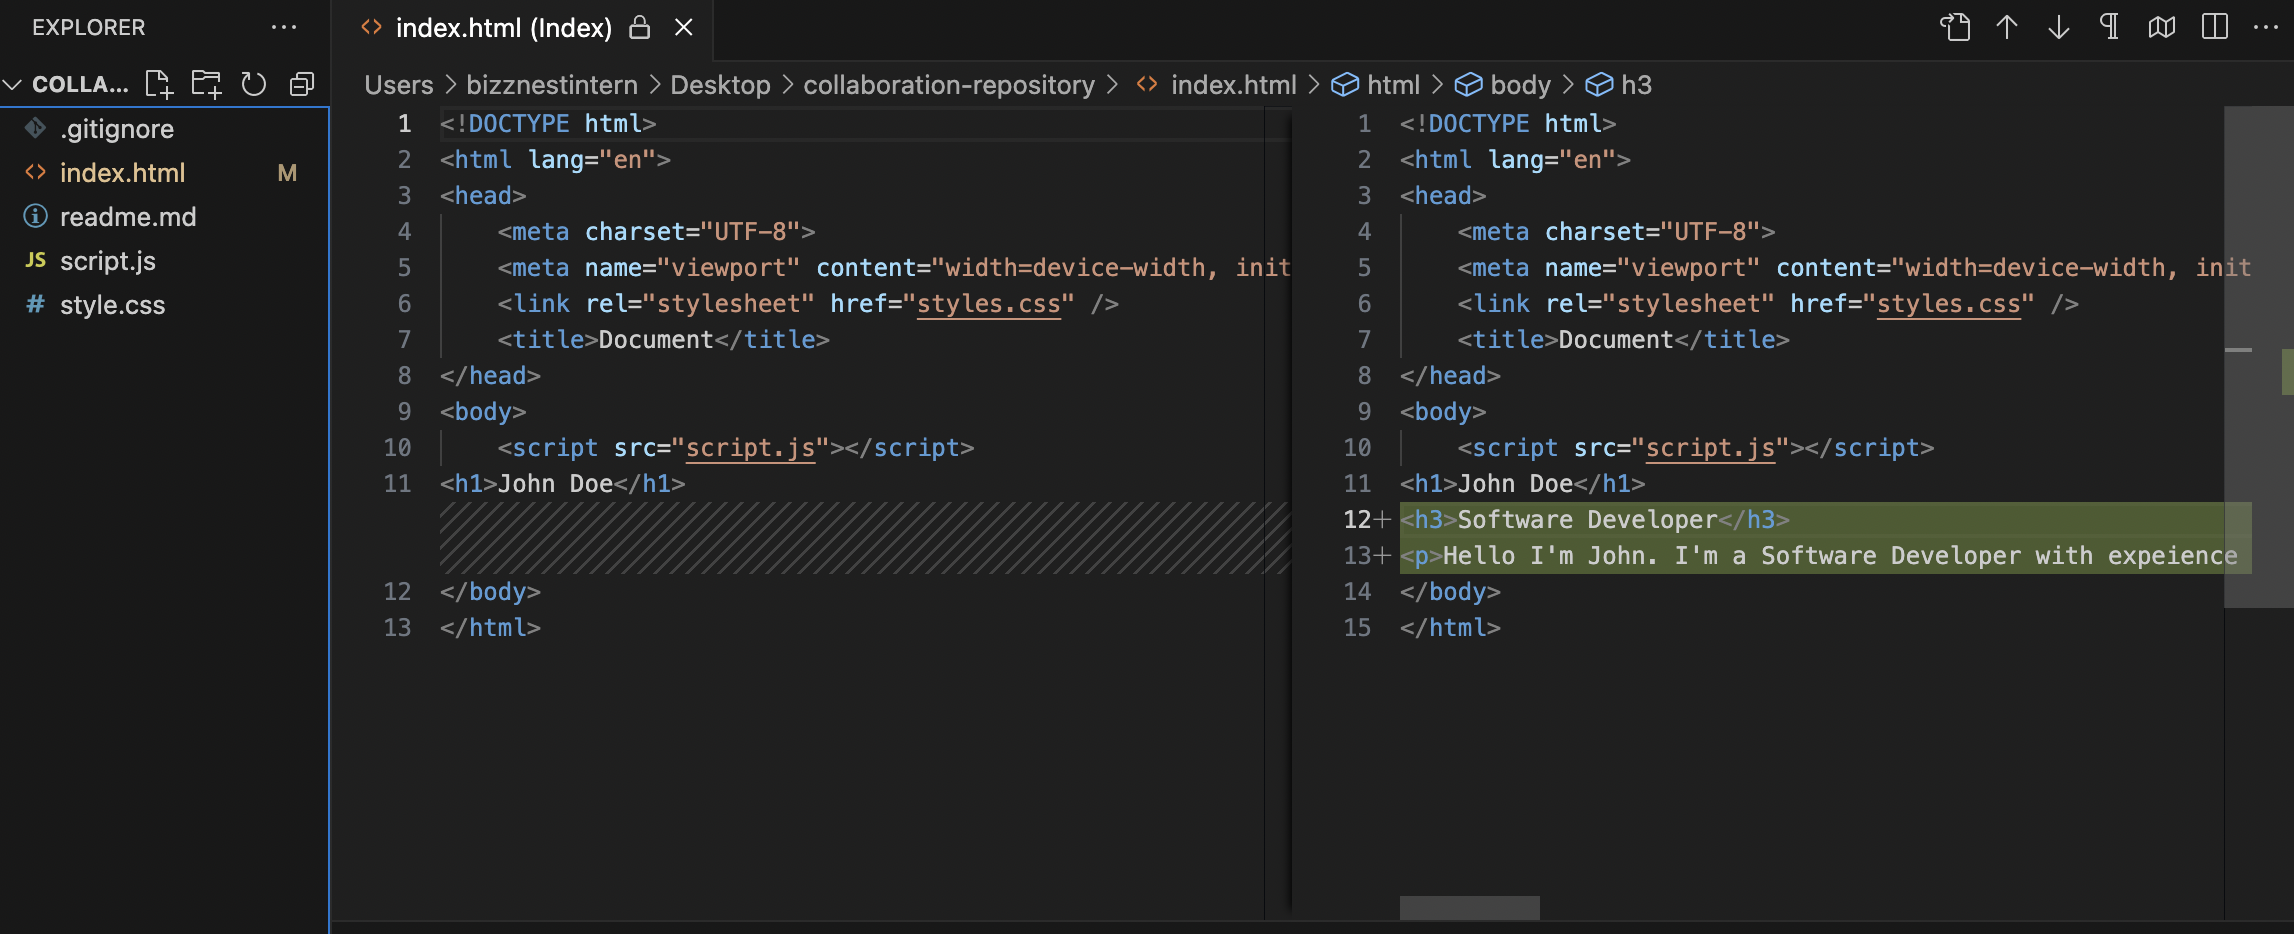 EXPLORER
COLLA...
.gitignore
index.html M
readme.md
JS script.js
# style.css
index.html (Index)
Users > bizznestintern > Desktop > collaboration-repository > <> index.html > html > body > h3
1 <!DOCTYPE html>
2 <html lang="en">
3 <head>
4 <meta charset="UTF-8">
5 <meta name="viewport" content="width=device-width, init
6 <link rel="stylesheet" href="styles.css" />
7 <title>Document</title>
8 </head>
9 <body>
10 <script src="script.js"></script>
11 <h1>John Doe</h1>
12 </body>
13 </html>
1 <!DOCTYPE html>
2 <html lang="en">
3 <head>
4 <meta charset="UTF-8">
5 <meta name="viewport" content="width=device-width, init
6 <link rel="stylesheet" href="styles.css" />
7 <title>Document</title>
8 </head>
9 <body>
10 <script src="script.js"></script>
11 <h1>John Doe</h1>
12+ <h3>Software Developer</h3>
13+ <p>Hello I'm John. I'm a Software Developer with expeience
14 </body>
15 </html>